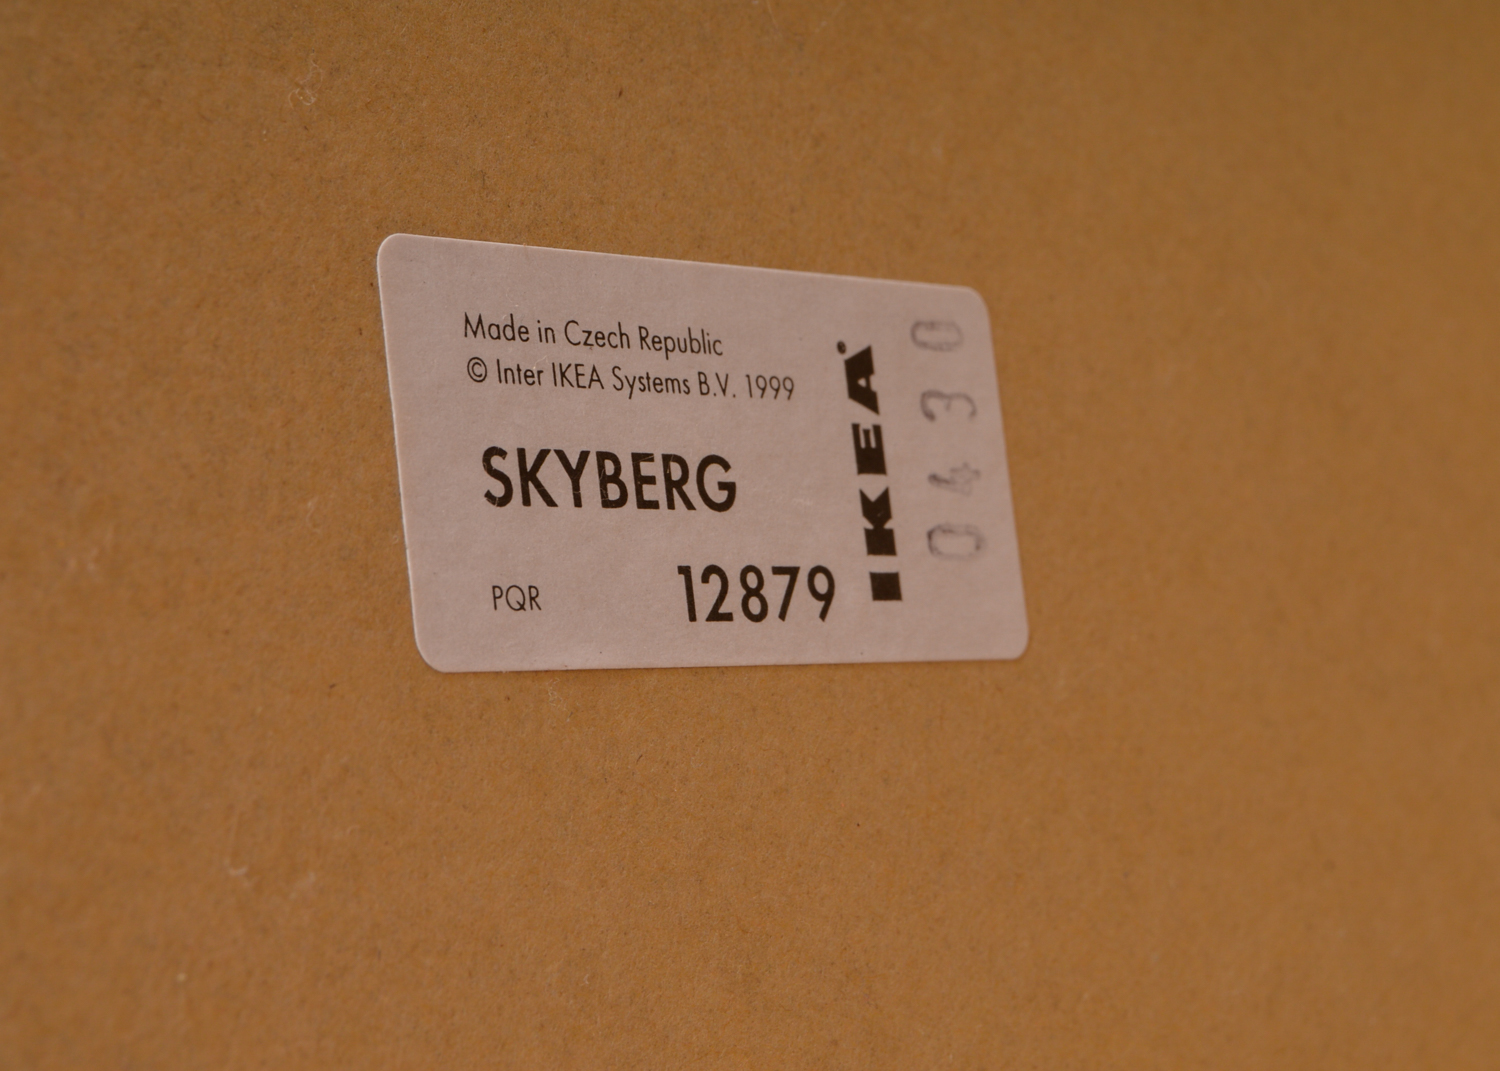 Made in Czech Republic
© Inter IKEA Systems B.V. 1999
SKYBERG
PQR 12879
IKEA
0430